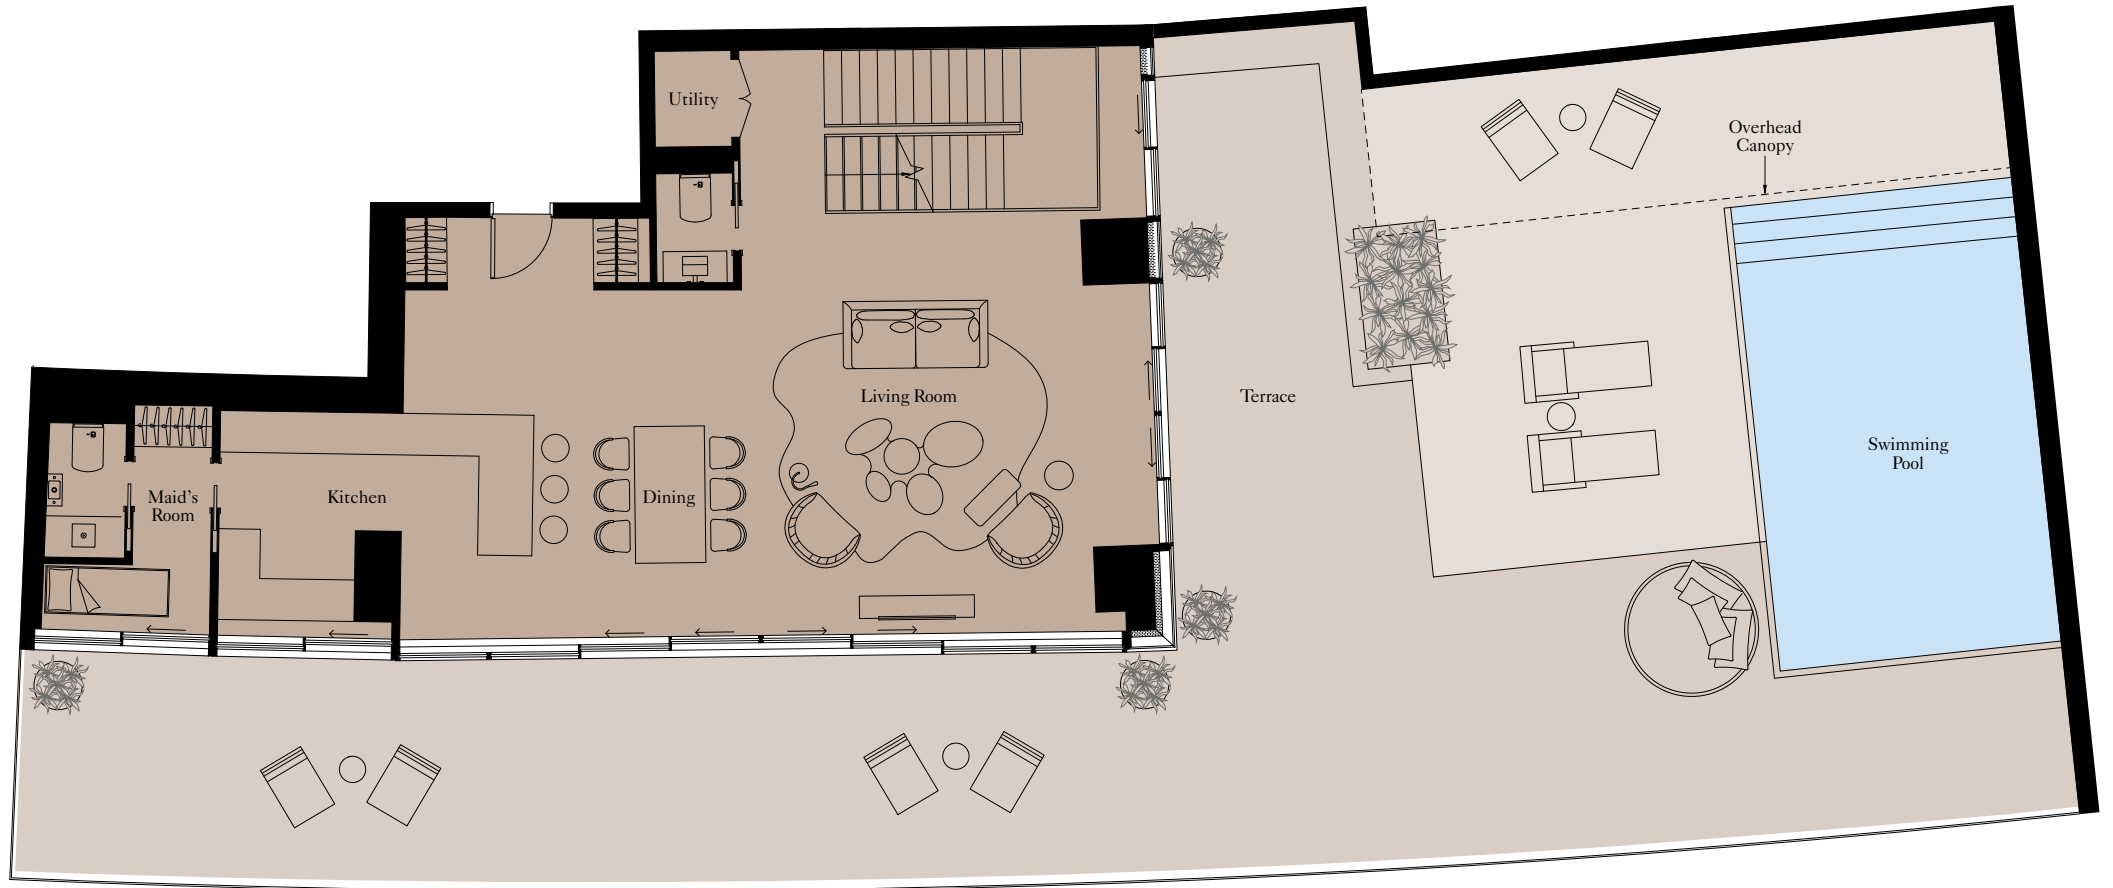 Utility
Overhead
Canopy
Living Room
Terrace
Swimming
Pool
Maid's
Room
Kitchen
Dining